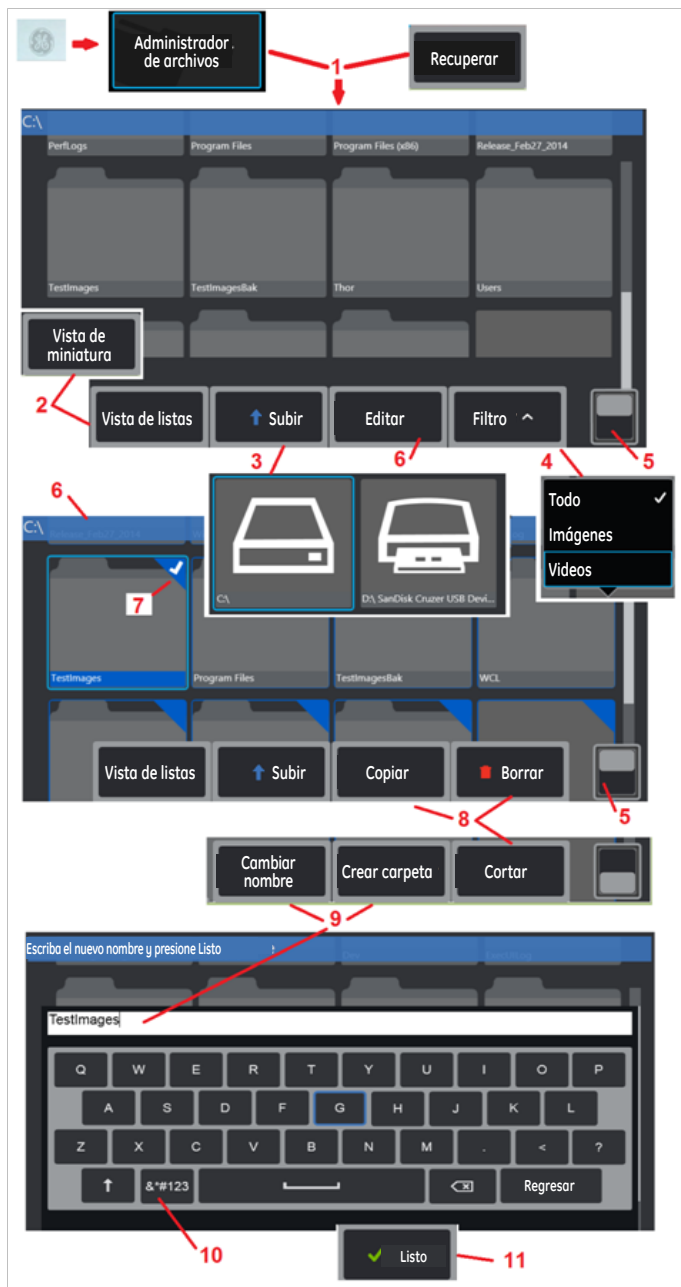 Administrador
de archivos
1
Recuperar
C:\
PerfLogs
Program Files
Program Files (x86)
Release_Feb27_2014
TestImages
TestImagesBak
Thor
Users
Vista de
miniatura
2
Vista de listas
Subir
Editar
Filtro
3
6
4
5
Todo
Imágenes
Videos
6
C:\
Release_Feb27_2014
C:\
D:\ SanDisk Cruzer USB Devi...
7
TestImages
Program Files
TestImagesBak
WCL
Vista de listas
Subir
Copiar
Borrar
8
5
Cambiar
nombre
Crear carpeta
Cortar
9
Escriba el nuevo nombre y presione Listo
TestImages
Q W E R T Y U I O P
A S D F G H J K L
Z X C V B N M . < ?
&*#123
Regresar
10
Listo
11